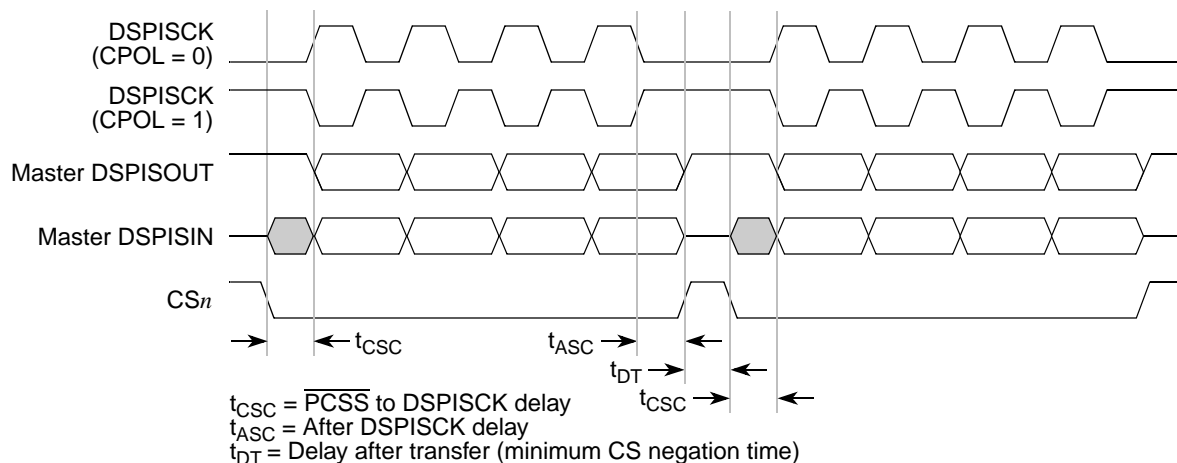 DSPISCK
(CPOL = 0)
DSPISCK
(CPOL = 1)
Master DSPISOUT
Master DSPISIN
CSn
tCSC
tASC
tDT
tCSC
tCSC = PCSS to DSPISCK delay
tASC = After DSPISCK delay
tDT = Delay after transfer (minimum CS negation time)